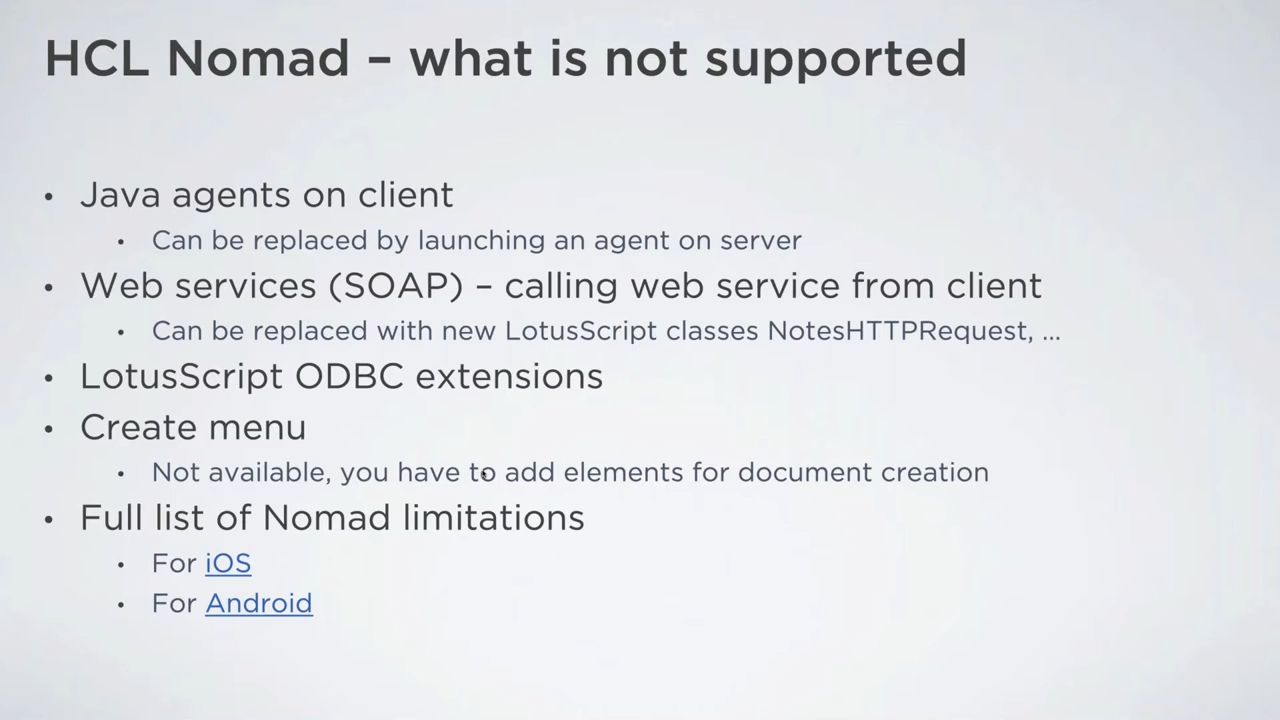 HCL Nomad – what is not supported
• Java agents on client
• Can be replaced by launching an agent on server
• Web services (SOAP) – calling web service from client
• Can be replaced with new LotusScript classes NotesHTTPRequest, ...
• LotusScript ODBC extensions
• Create menu
• Not available, you have to add elements for document creation
• Full list of Nomad limitations
• For iOS
• For Android